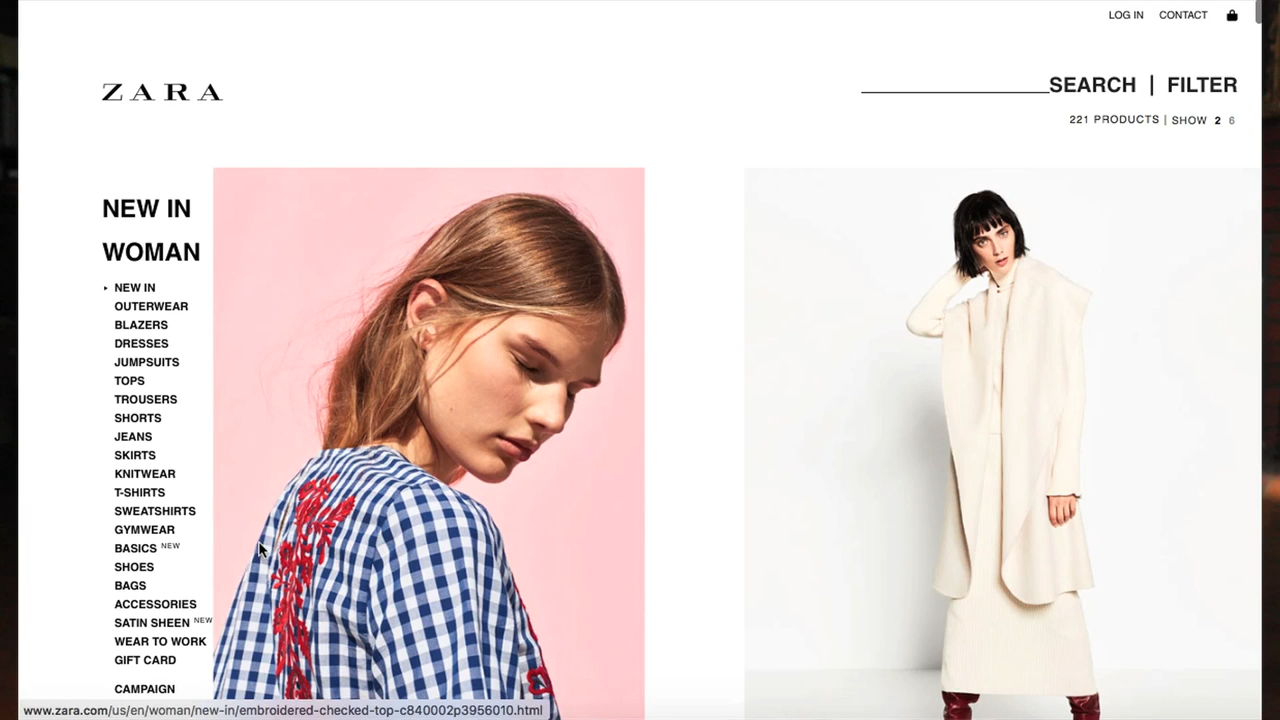 LOG IN CONTACT
ZARA
SEARCH | FILTER
221 PRODUCTS | SHOW 2 6
NEW IN
WOMAN
NEW IN
OUTERWEAR
BLAZERS
DRESSES
JUMPSUITS
TOPS
TROUSERS
SHORTS
JEANS
SKIRTS
KNITWEAR
T-SHIRTS
SWEATSHIRTS
GYMWEAR
BASICS NEW
SHOES
BAGS
ACCESSORIES
SATIN SHEEN NEW
WEAR TO WORK
GIFT CARD
CAMPAIGN
www.zara.com/us/en/woman/new-in/embroidered-checked-top-c840002p3956010.html